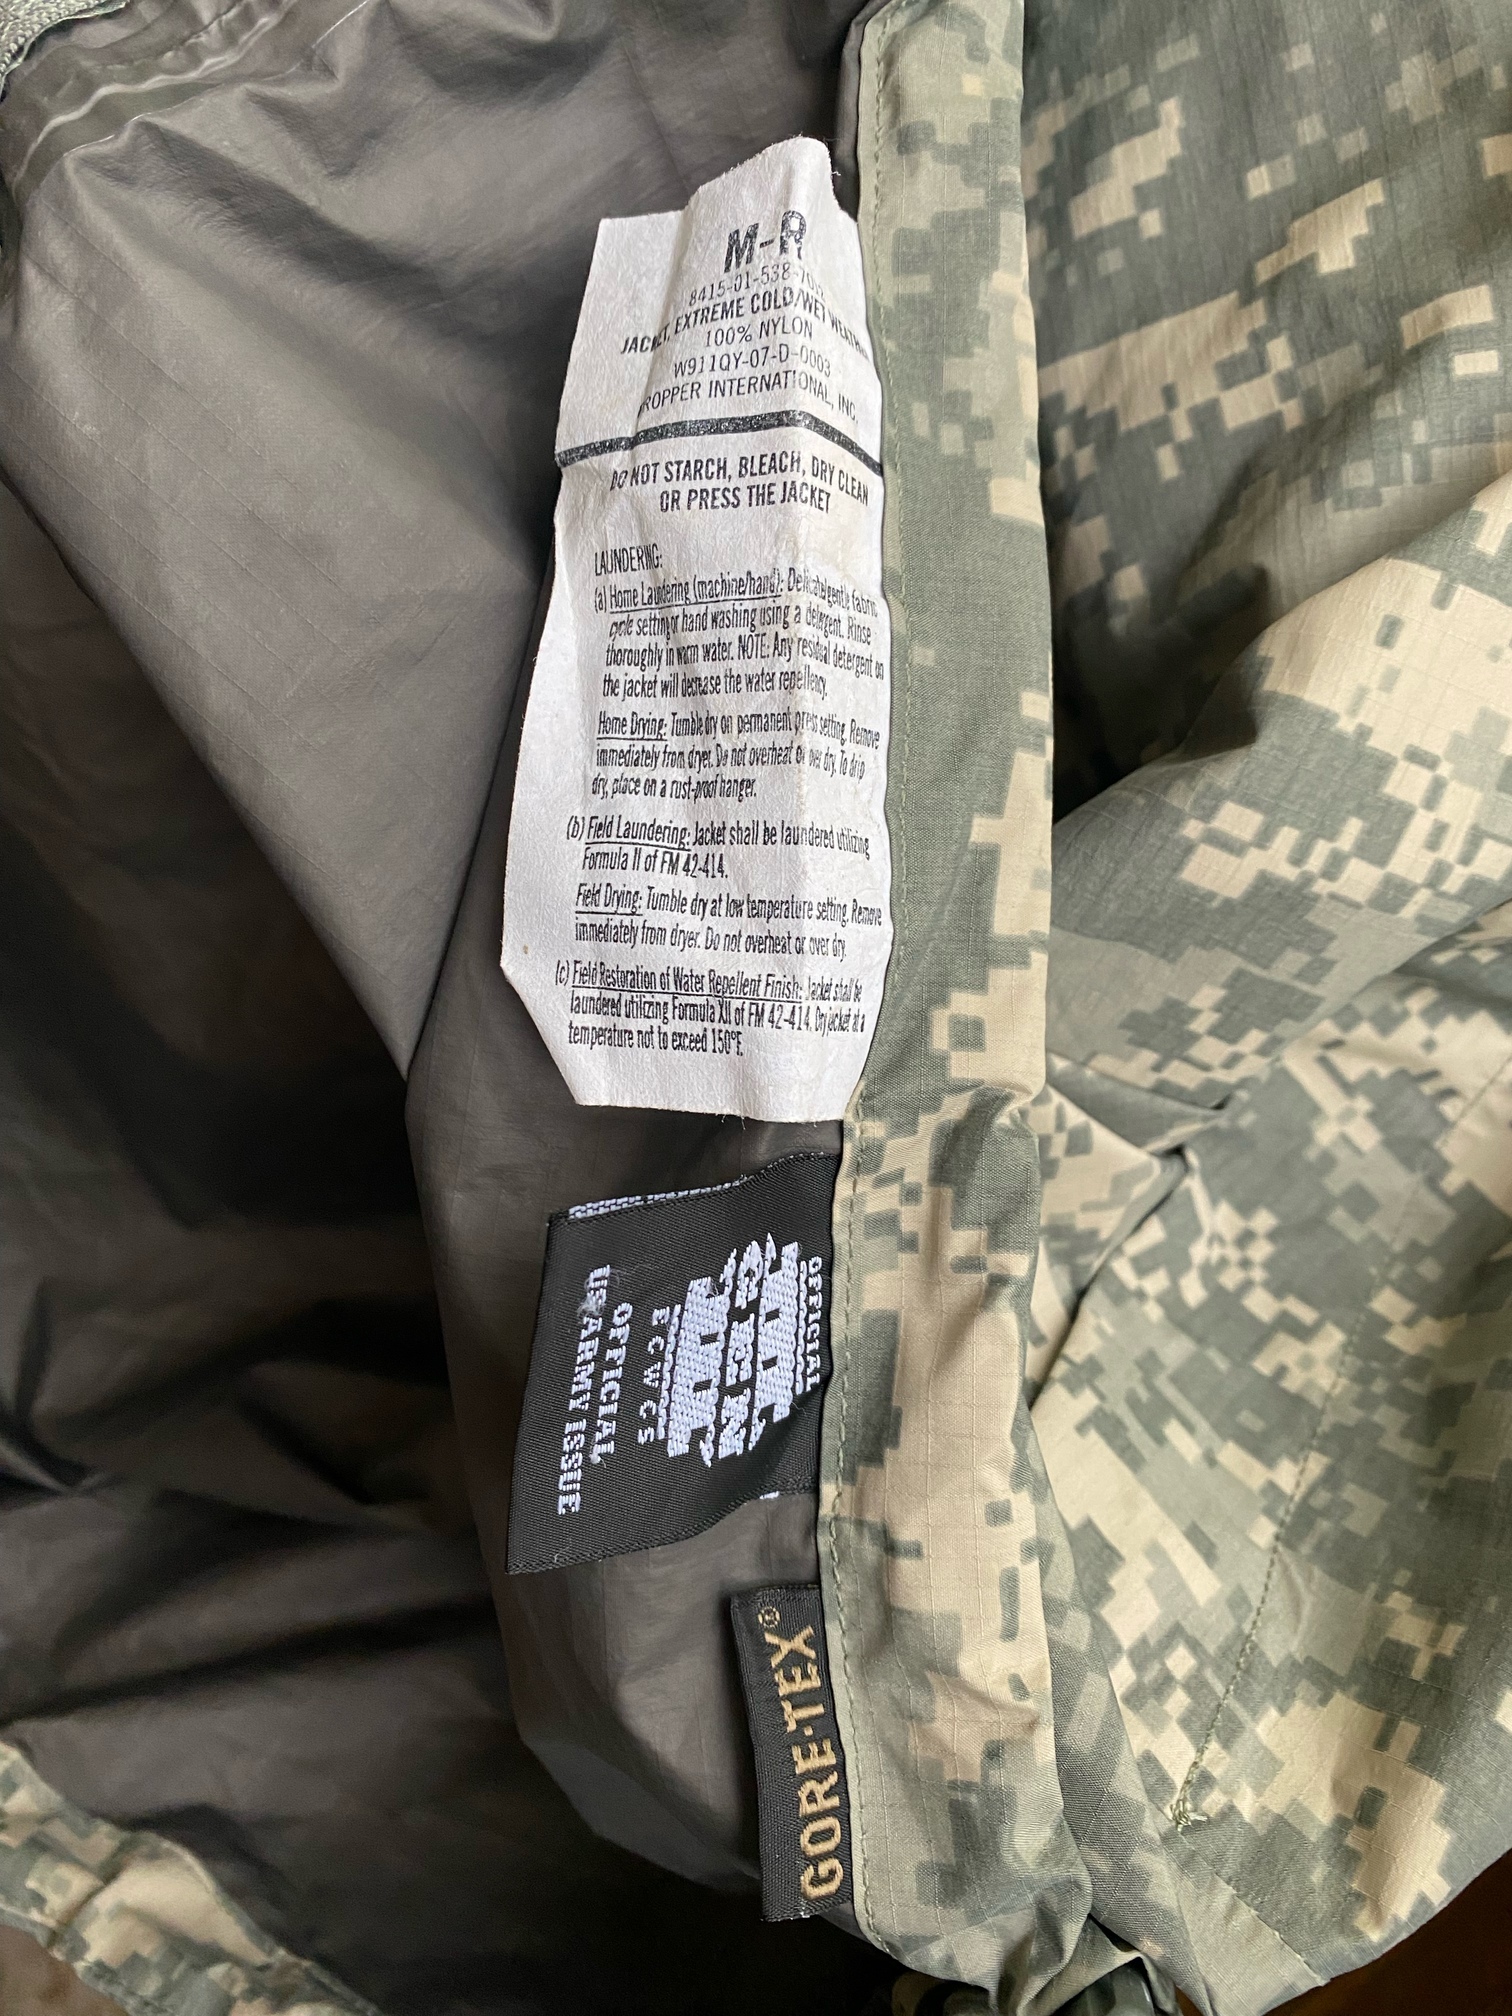 M-R
8415-01-538-
JACKET, EXTREME COLD/WET WEATHER
100% NYLON
W911QY-07-D-0003
PROPPER INTERNATIONAL, INC.
DO NOT STARCH, BLEACH, DRY CLEAN
OR PRESS THE JACKET
LAUNDERING:
(a) Home Laundering (machine/hand): Delicate/gentle fabric
cycle setting or hand washing using a detergent. Rinse
thoroughly in warm water. NOTE: Any residual detergent on
the jacket will decrease the water repellency.
Home Drying: Tumble dry on permanent press setting. Remove
immediately from dryer. Do not overheat or over dry. To drip
dry, place on a rust-proof hanger.
(b) Field Laundering: Jacket shall be laundered utilizing
Formula II of FM 42-414.
Field Drying: Tumble dry at low temperature setting. Remove
immediately from dryer. Do not overheat or over dry.
(c) Field Restoration of Water Repellent Finish: Jacket shall be
laundered utilizing Formula XII of FM 42-414. Dry jacket at a
temperature not to exceed 150°F.
OFFICIAL
GEN
ECWCS
OFFICIAL
US ARMY ISSUE
GORE-TEX®